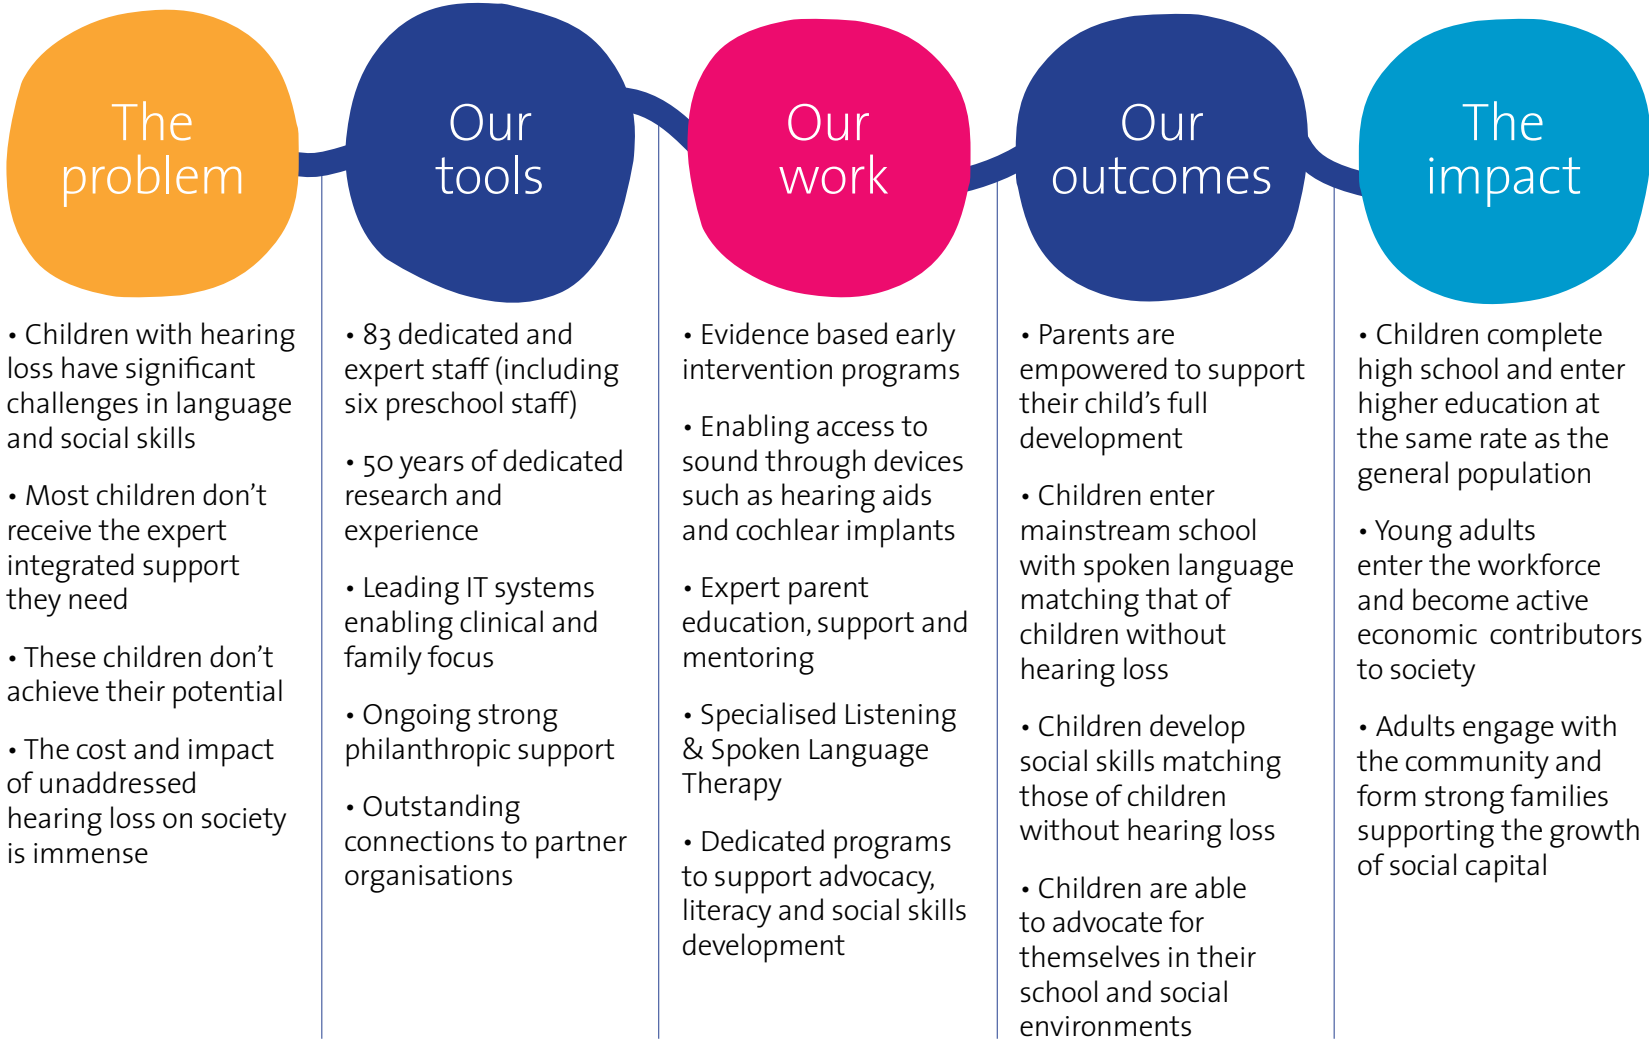 The
problem
• Children with hearing
loss have significant
challenges in language
and social skills
• Most children don’t
receive the expert
integrated support
they need
• These children don’t
achieve their potential
• The cost and impact
of unaddressed
hearing loss on society
is immense
Our
tools
• 83 dedicated and
expert staff (including
six preschool staff)
• 50 years of dedicated
research and
experience
• Leading IT systems
enabling clinical and
family focus
• Ongoing strong
philanthropic support
• Outstanding
connections to partner
organisations
Our
work
• Evidence based early
intervention programs
• Enabling access to
sound through devices
such as hearing aids
and cochlear implants
• Expert parent
education, support and
mentoring
• Specialised Listening
& Spoken Language
Therapy
• Dedicated programs
to support advocacy,
literacy and social skills
development
Our
outcomes
• Parents are
empowered to support
their child’s full
development
• Children enter
mainstream school
with spoken language
matching that of
children without
hearing loss
• Children develop
social skills matching
those of children
without hearing loss
• Children are able
to advocate for
themselves in their
school and social
environments
The
impact
• Children complete
high school and enter
higher education at
the same rate as the
general population
• Young adults
enter the workforce
and become active
economic contributors
to society
• Adults engage with
the community and
form strong families
supporting the growth
of social capital